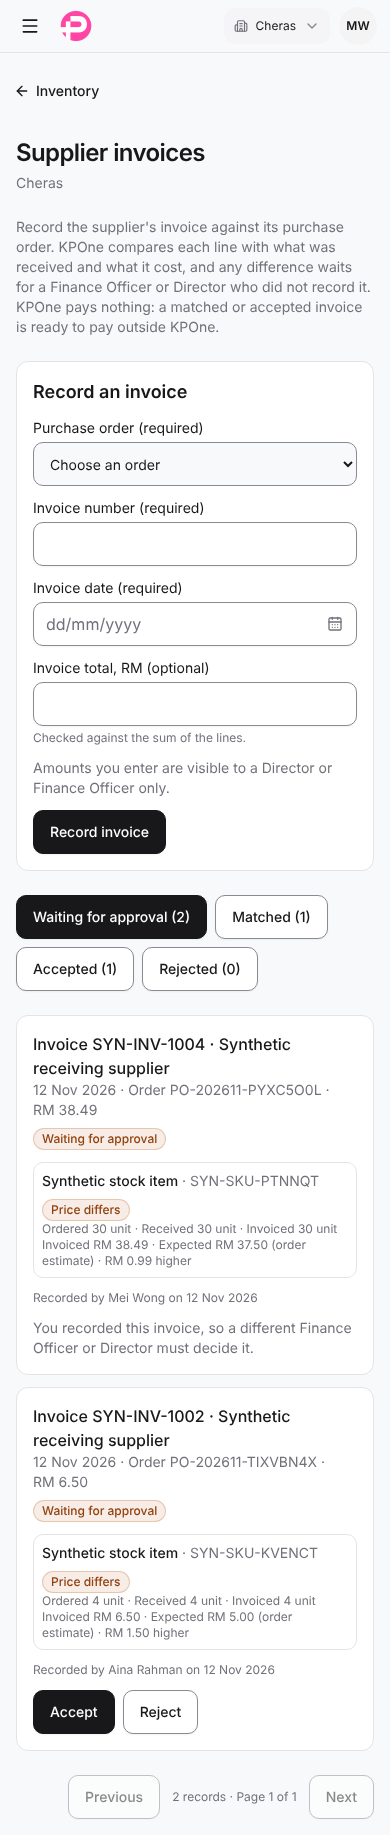 Cheras
MW
Inventory
Supplier invoices
Cheras
Record the supplier's invoice against its purchase
order. KPOne compares each line with what was
received and what it cost, and any difference waits
for a Finance Officer or Director who did not record it.
KPOne pays nothing: a matched or accepted invoice
is ready to pay outside KPOne.
Record an invoice
Purchase order (required)
Choose an order
Invoice number (required)
Invoice date (required)
dd/mm/yyyy
Invoice total, RM (optional)
Checked against the sum of the lines.
Amounts you enter are visible to a Director or
Finance Officer only.
Record invoice
Waiting for approval (2)
Matched (1)
Accepted (1)
Rejected (0)
Invoice SYN-INV-1004 · Synthetic
receiving supplier
12 Nov 2026 · Order PO-202611-PYXC5O0L ·
RM 38.49
Waiting for approval
Synthetic stock item · SYN-SKU-PTNNQT
Price differs
Ordered 30 unit · Received 30 unit · Invoiced 30 unit
Invoiced RM 38.49 · Expected RM 37.50 (order
estimate) · RM 0.99 higher
Recorded by Mei Wong on 12 Nov 2026
You recorded this invoice, so a different Finance
Officer or Director must decide it.
Invoice SYN-INV-1002 · Synthetic
receiving supplier
12 Nov 2026 · Order PO-202611-TIXVBN4X ·
RM 6.50
Waiting for approval
Synthetic stock item · SYN-SKU-KVENCT
Price differs
Ordered 4 unit · Received 4 unit · Invoiced 4 unit
Invoiced RM 6.50 · Expected RM 5.00 (order
estimate) · RM 1.50 higher
Recorded by Aina Rahman on 12 Nov 2026
Accept
Reject
Previous
2 records · Page 1 of 1
Next